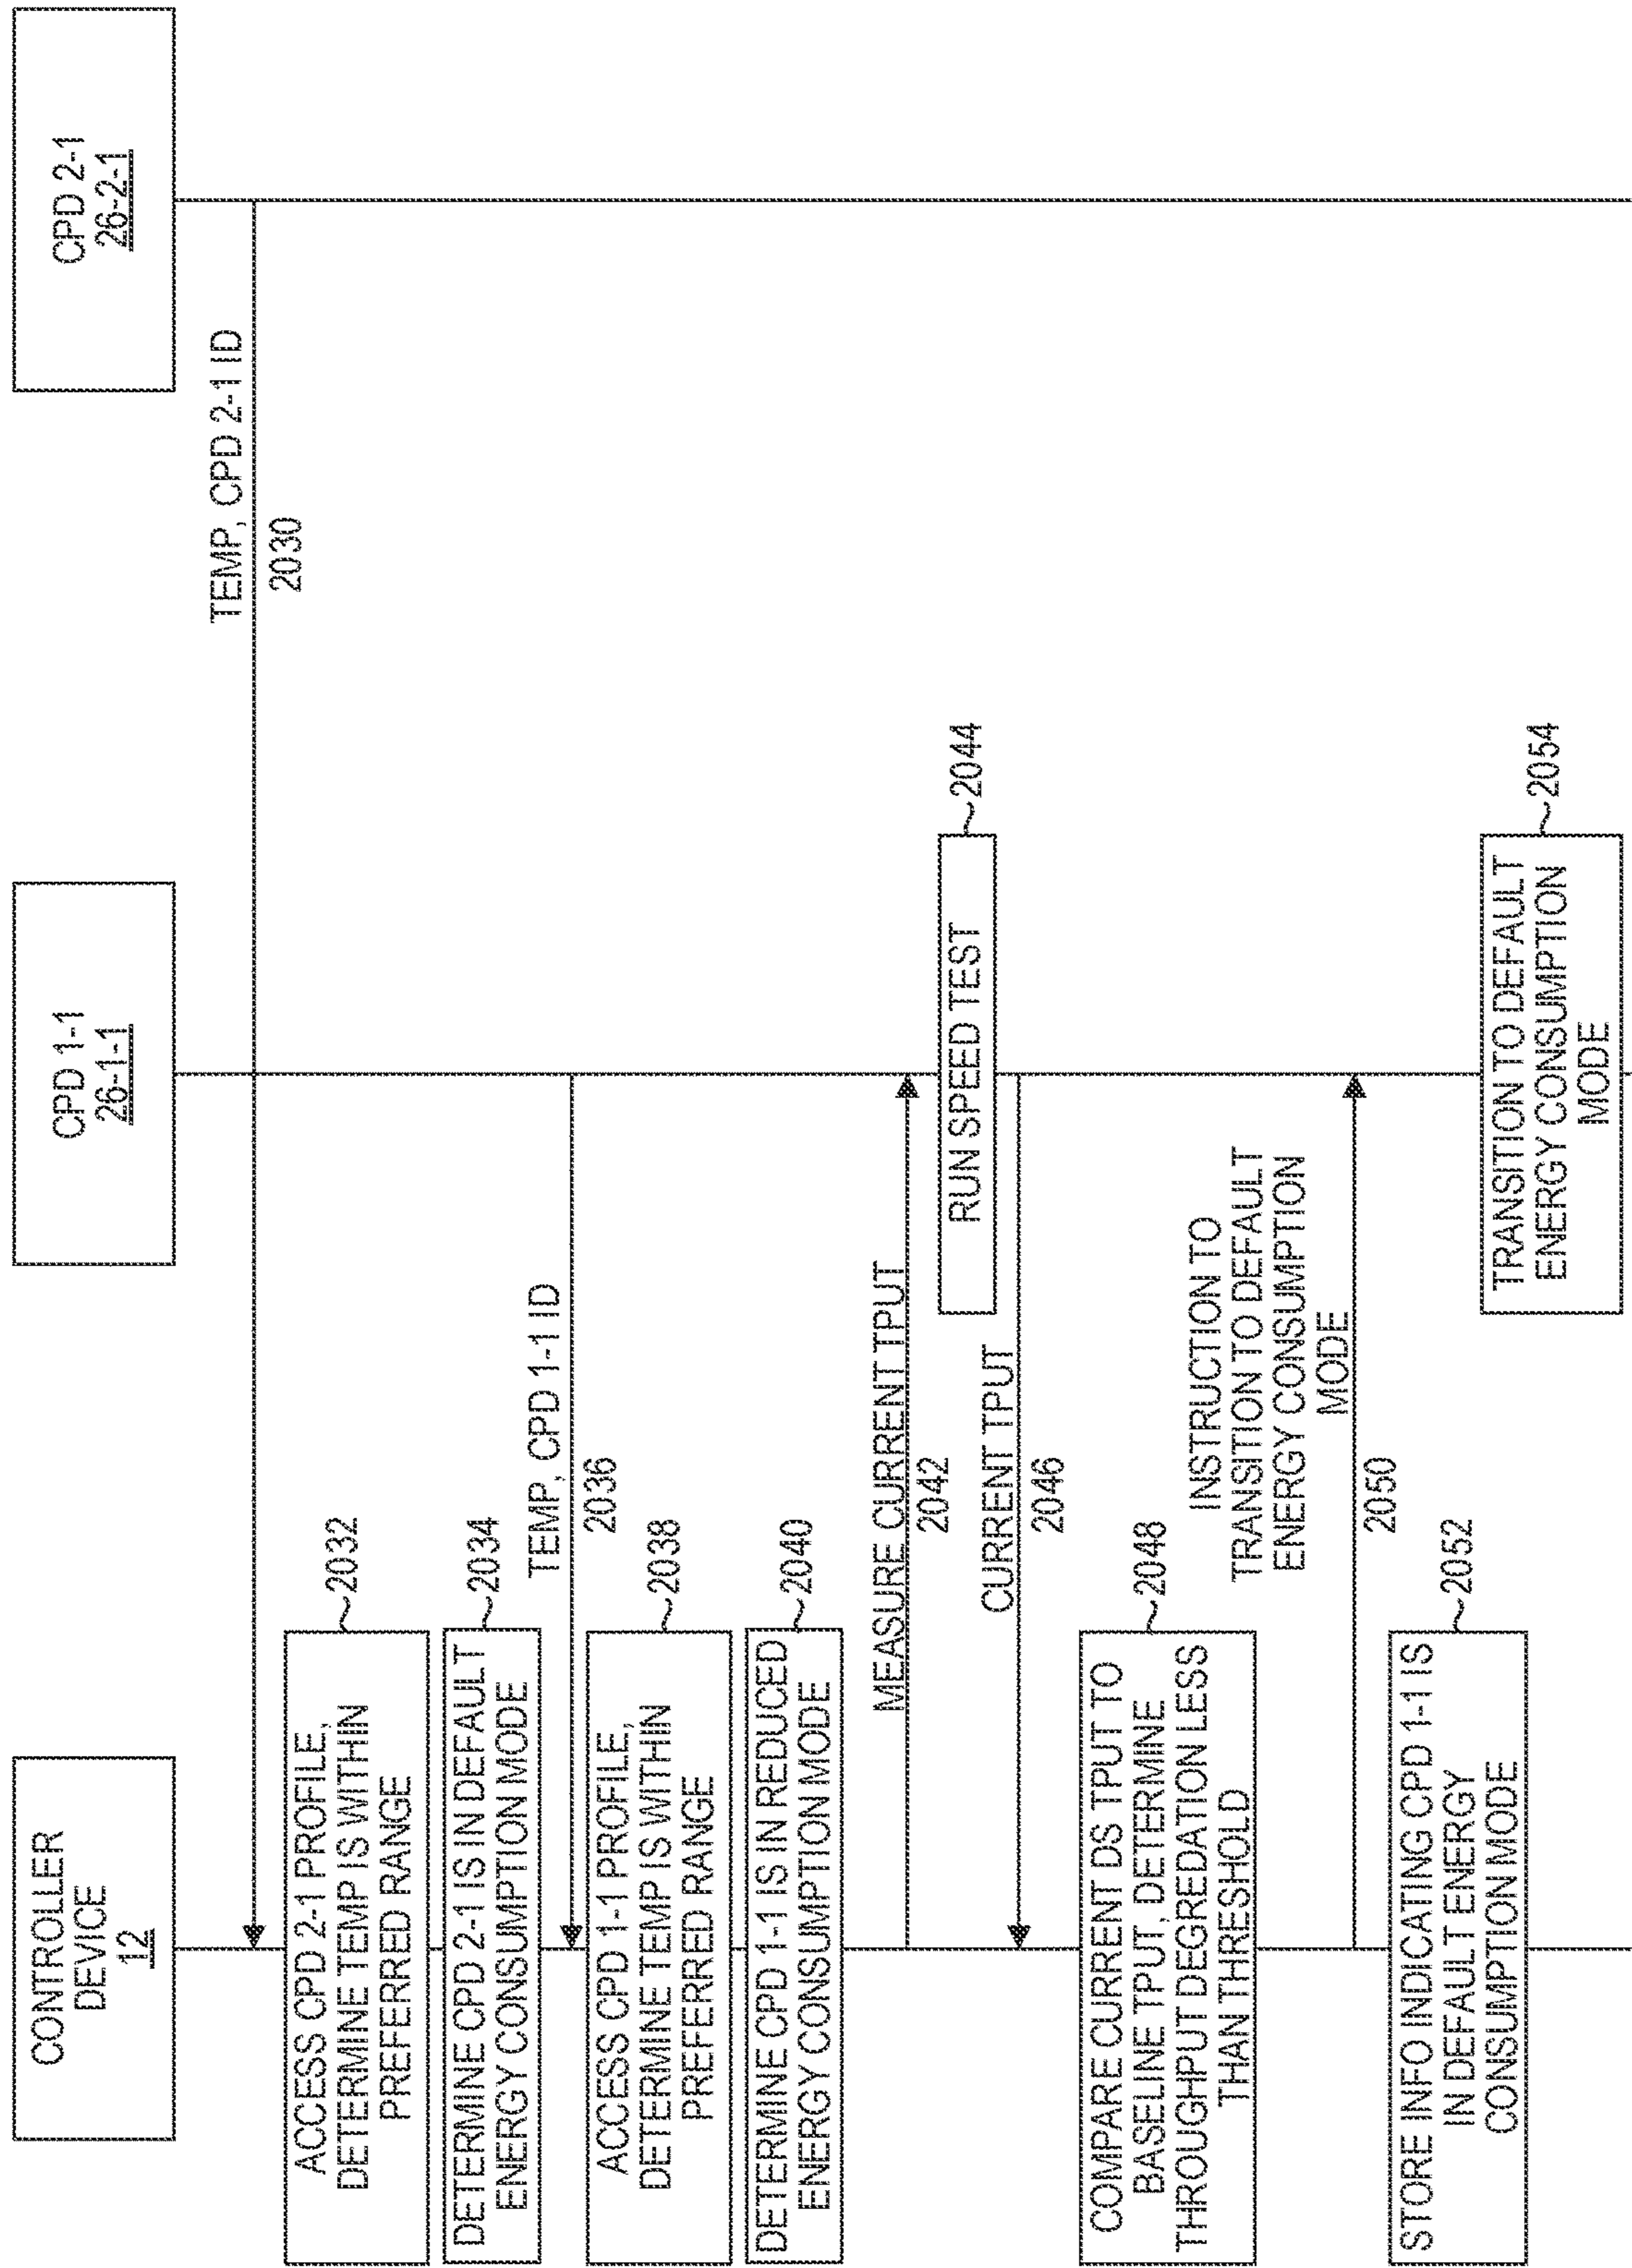 CONTROLLER
DEVICE
12
CPD 1-1
26-1-1
CPD 2-1
26-2-1
TEMP, CPD 2-1 ID
2030
ACCESS CPD 2-1 PROFILE,
DETERMINE TEMP IS WITHIN
PREFERRED RANGE
2032
DETERMINE CPD 2-1 IS IN DEFAULT
ENERGY CONSUMPTION MODE
2034
TEMP, CPD 1-1 ID
2036
ACCESS CPD 1-1 PROFILE,
DETERMINE TEMP IS WITHIN
PREFERRED RANGE
2038
DETERMINE CPD 1-1 IS IN REDUCED
ENERGY CONSUMPTION MODE
2040
MEASURE CURRENT TPUT
2042
RUN SPEED TEST
2044
CURRENT TPUT
2046
COMPARE CURRENT DS TPUT TO
BASELINE TPUT, DETERMINE
THROUGHPUT DEGREDATION LESS
THAN THRESHOLD
2048
INSTRUCTION TO
TRANSITION TO DEFAULT
ENERGY CONSUMPTION
MODE
2050
STORE INFO INDICATING CPD 1-1 IS
IN DEFAULT ENERGY
CONSUMPTION MODE
2052
TRANSITION TO DEFAULT
ENERGY CONSUMPTION
MODE
2054